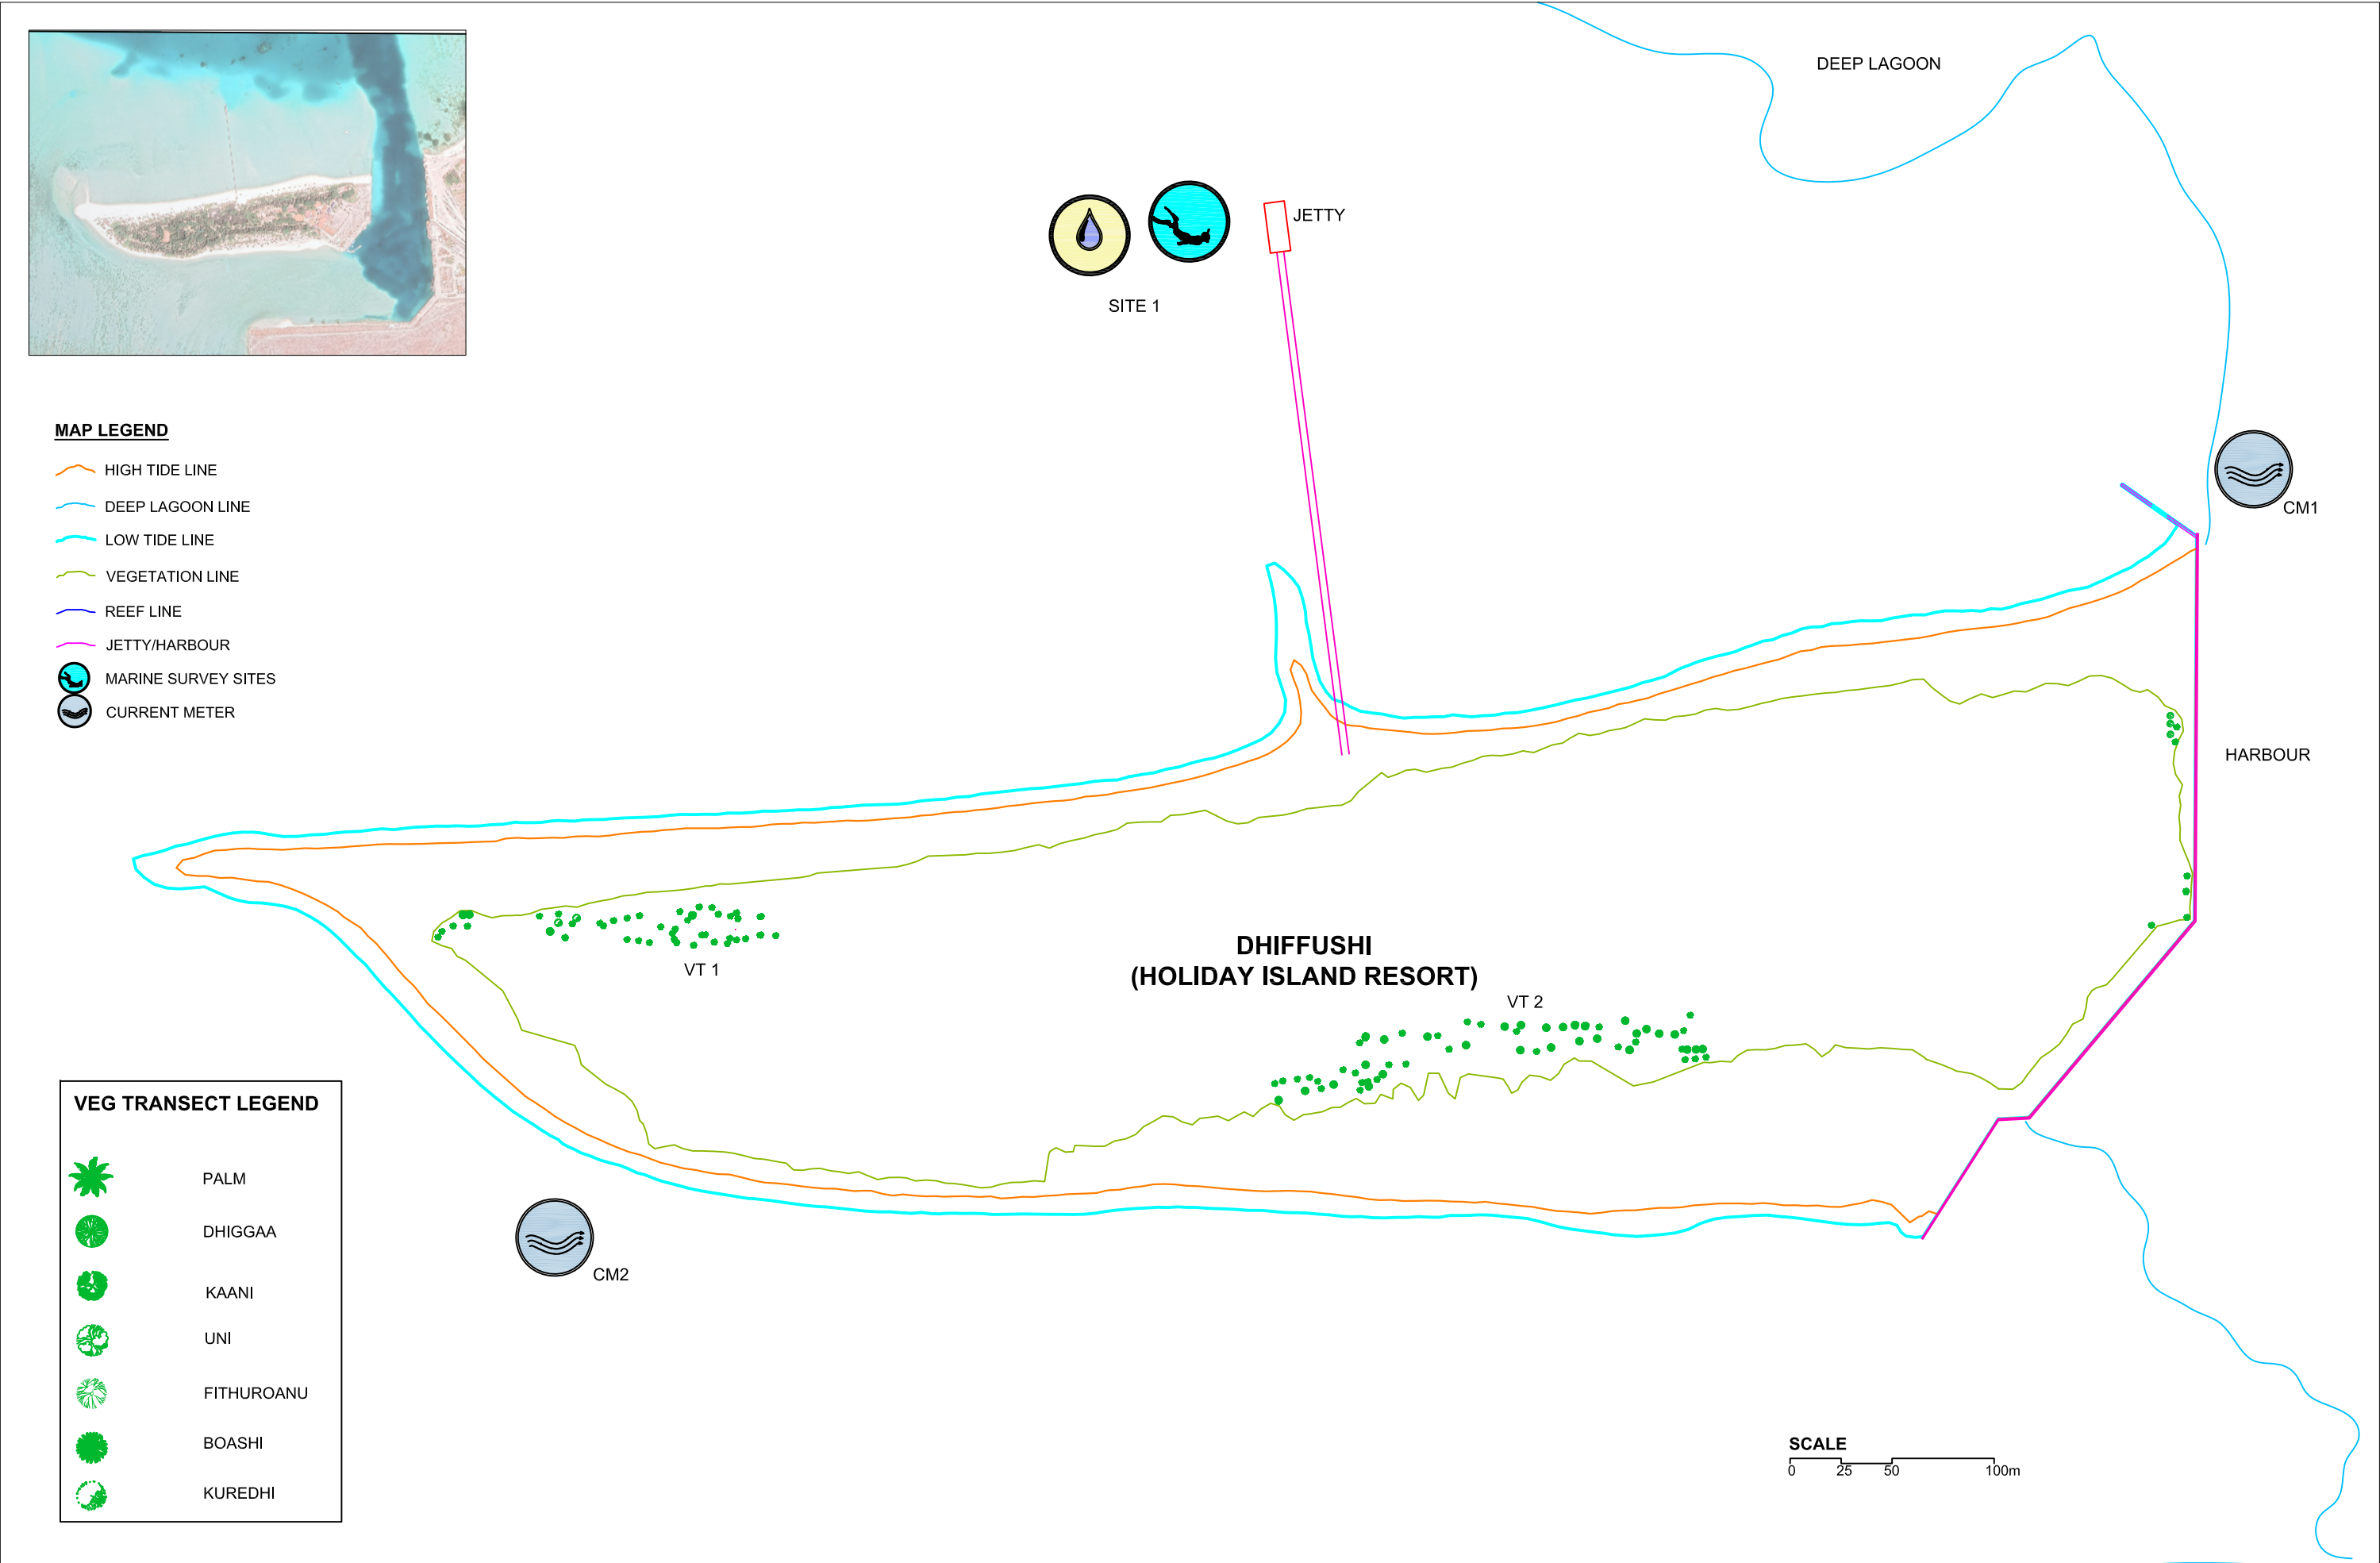 DEEP LAGOON
JETTY
SITE 1
MAP LEGEND
HIGH TIDE LINE
DEEP LAGOON LINE
LOW TIDE LINE
VEGETATION LINE
REEF LINE
JETTY/HARBOUR
MARINE SURVEY SITES
CURRENT METER
CM1
HARBOUR
DHIFFUSHI
(HOLIDAY ISLAND RESORT)
VT 1
VT 2
VEG TRANSECT LEGEND
PALM
DHIGGAA
KAANI
UNI
FITHUROANU
BOASHI
KUREDHI
CM2
SCALE
0 25 50 100m